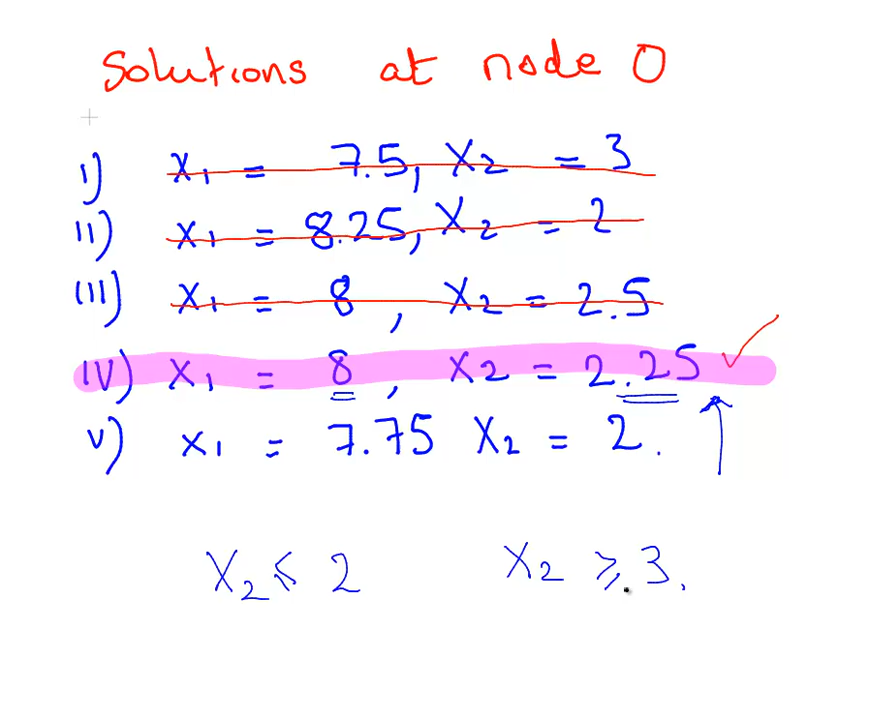 Solutions at node 0
i) x1 = 7.5, x2 = 3
ii) x1 = 8.25, x2 = 2
iii) x1 = 8, x2 = 2.5
iv) x1 = 8, x2 = 2.25 ✓
v) x1 = 7.75 x2 = 2.
x2 ≤ 2 x2 ≥ 3.